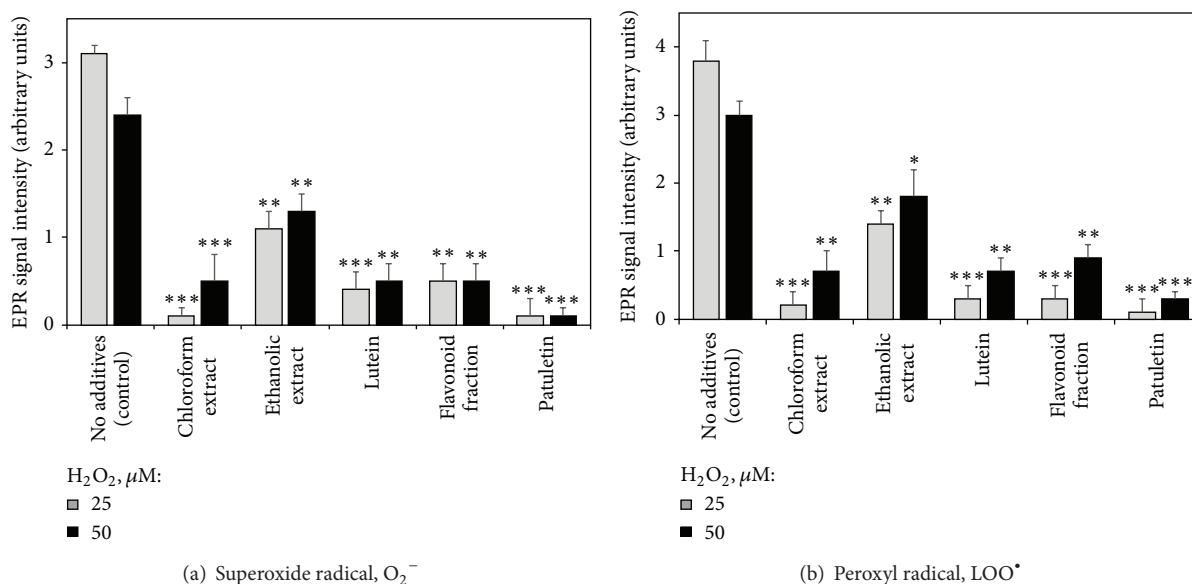 EPR signal intensity (arbitrary units)
3
2
1
0
***
***
**
**
***
**
**
**
***
***
No additives
(control)
Chloroform
extract
Ethanolic
extract
Lutein
Flavonoid
fraction
Patuletin
H₂O₂, μM:
25
50
(a) Superoxide radical, O₂⁻
EPR signal intensity (arbitrary units)
4
3
2
1
0
***
**
**
*
***
**
***
**
***
***
No additives
(control)
Chloroform
extract
Ethanolic
extract
Lutein
Flavonoid
fraction
Patuletin
H₂O₂, μM:
25
50
(b) Peroxyl radical, LOO•